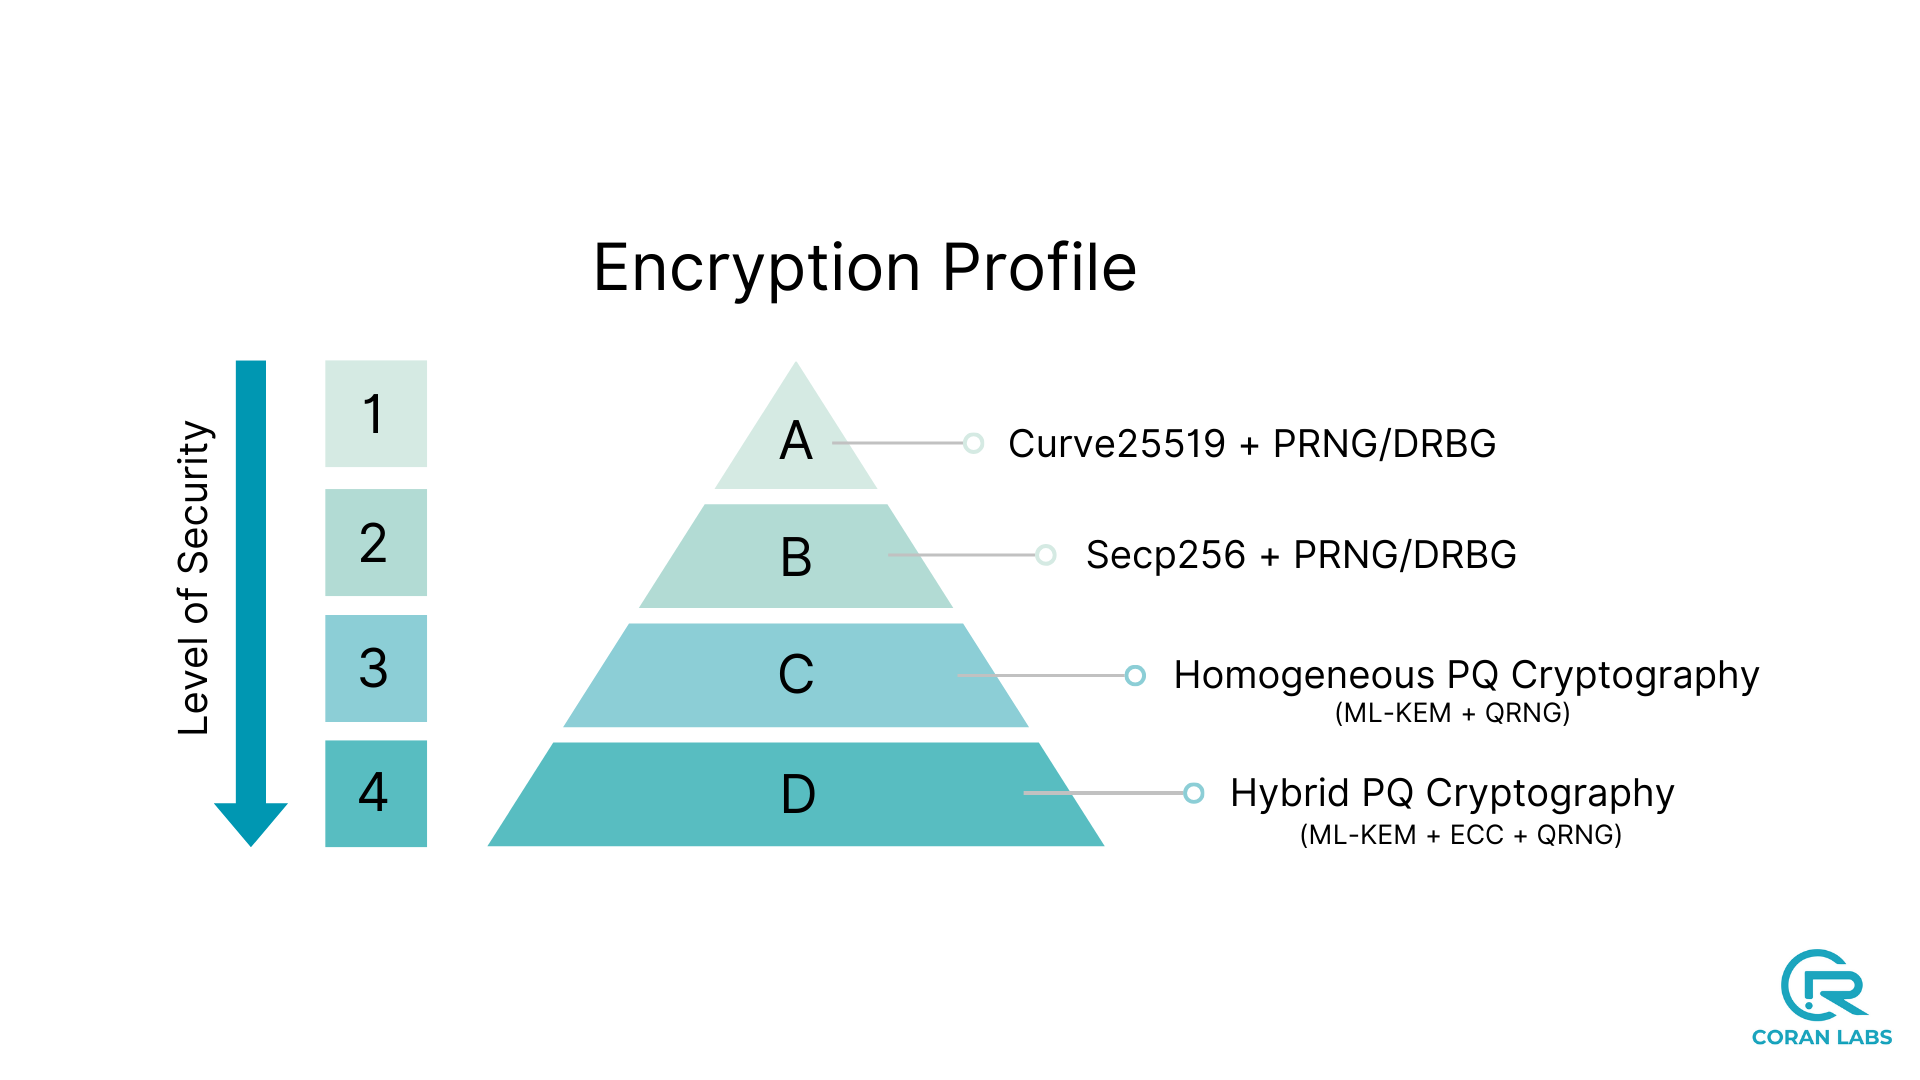 Encryption Profile
Level of Security
1
A
Curve25519 + PRNG/DRBG
2
B
Secp256 + PRNG/DRBG
3
C
Homogeneous PQ Cryptography
(ML-KEM + QRNG)
4
D
Hybrid PQ Cryptography
(ML-KEM + ECC + QRNG)
CORAN LABS